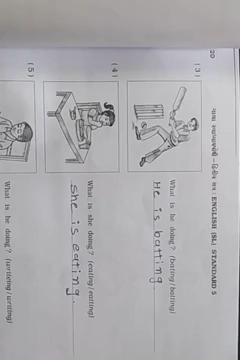 20
ENGLISH (SL) STANDARD 5
(3)
What is he doing? (beting / batting)
He is batting
(4)
What is she doing? (eating / eatting)
she is eating.
(5)
What is he doing? (writeing / writing)